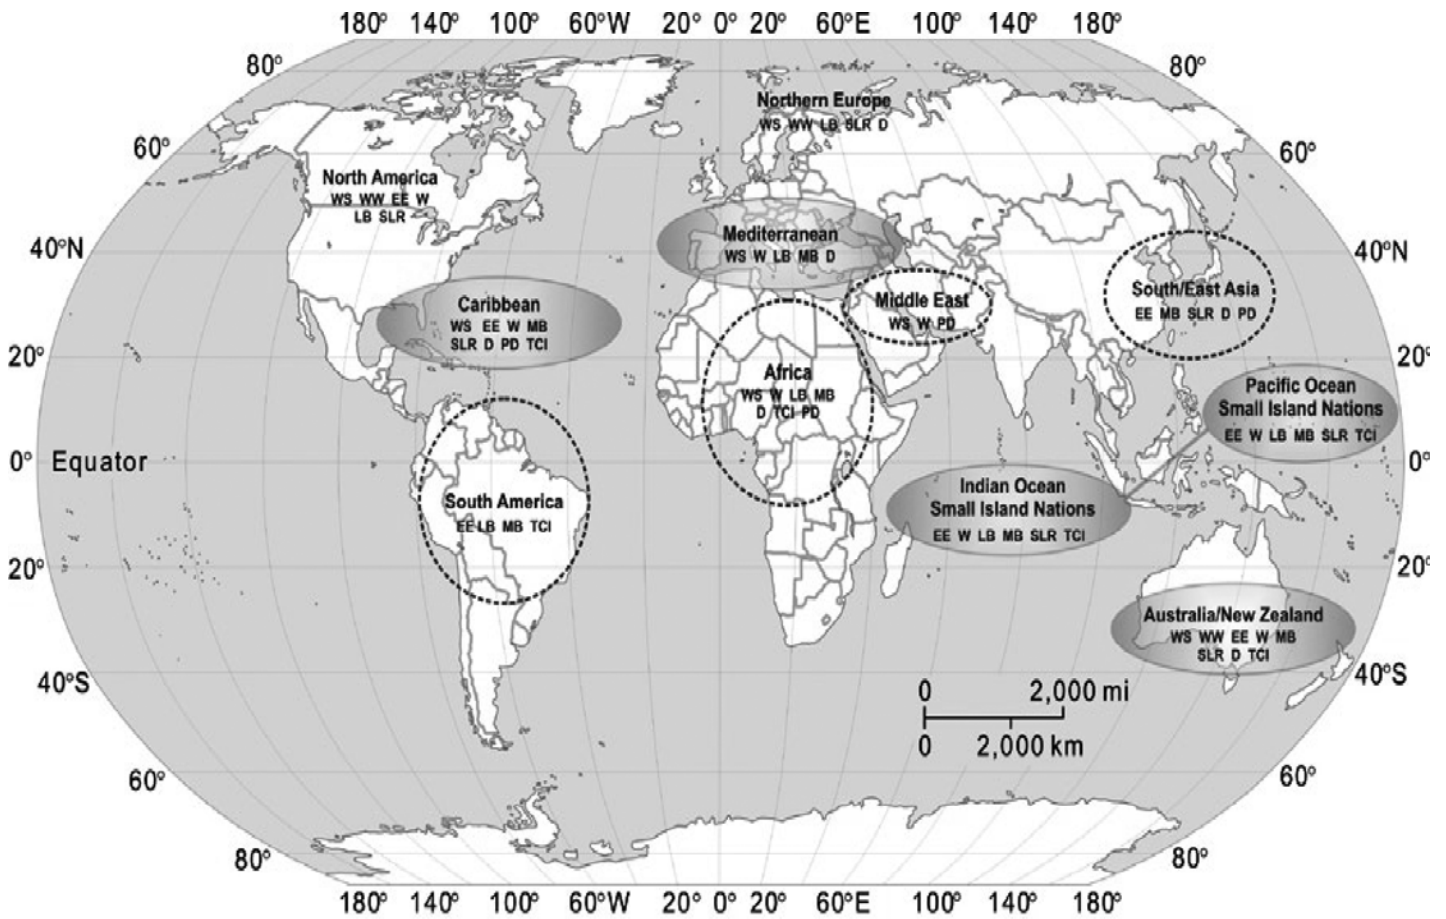 180° 140° 100° 60°W 20° 0° 20° 60°E 100° 140° 180°
80° 80°
Northern Europe
WS WW LB SLR D
60° 60°
North America
WS WW EE W
LB SLR
40°N 40°N
Mediterranean
WS W LB MB D
South/East Asia
EE MB SLR D PD
Middle East
WS W PD
Caribbean
WS EE W MB
SLR D PD TCI
20° 20°
Africa
WS W LB MB
D TCI PD
Pacific Ocean
Small Island Nations
EE W LB MB SLR TCI
0° Equator 0°
South America
EE LB MB TCI
Indian Ocean
Small Island Nations
EE W LB MB SLR TCI
20° 20°
Australia/New Zealand
WS WW EE W MB
SLR D TCI
40°S 40°S
0 2,000 mi
0 2,000 km
60° 60°
80° 80°
180° 140° 100° 60°W 20° 0° 20° 60°E 100° 140° 180°